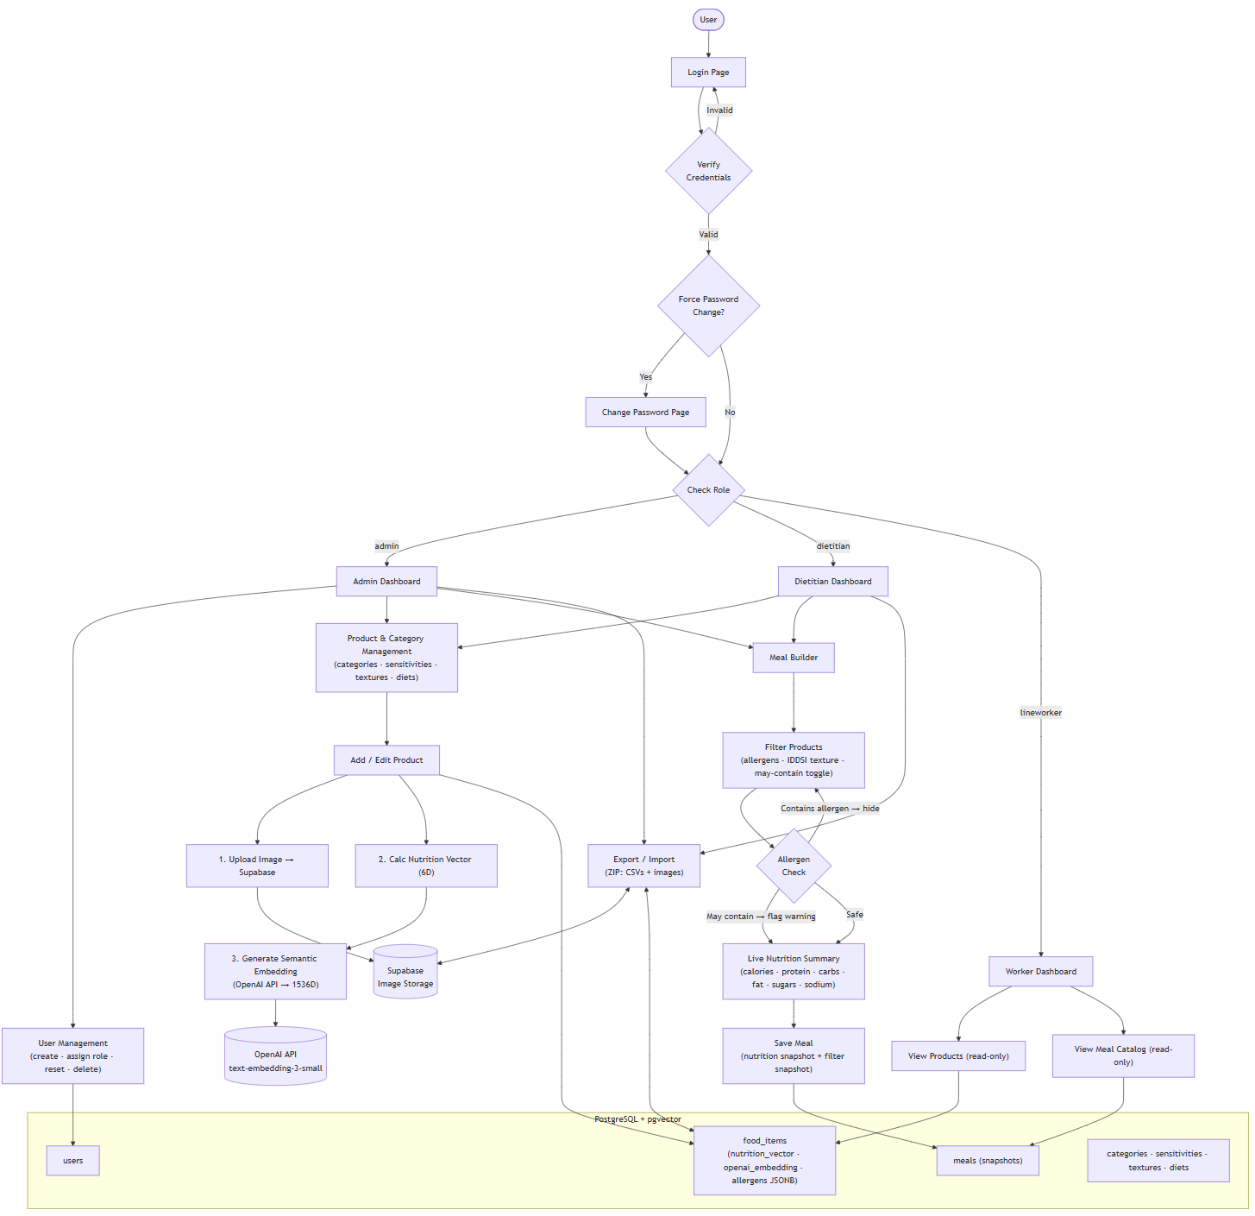 User
Login Page
Invalid
Verify
Credentials
Valid
Force Password
Change?
Yes
Change Password Page
No
Check Role
admin
dietitian
Admin Dashboard
Dietitian Dashboard
Product & Category
Management
(categories · sensitivities ·
textures · diets)
Meal Builder
lineworker
Add / Edit Product
Filter Products
(allergens · IDDSI texture ·
may-contain toggle)
Contains allergen → hide
1. Upload Image →
Supabase
2. Calc Nutrition Vector
(6D)
Export / Import
(ZIP: CSVs + images)
Allergen
Check
May contain → flag warning
Safe
3. Generate Semantic
Embedding
(OpenAI API → 1536D)
Supabase
Image Storage
Live Nutrition Summary
(calories · protein · carbs ·
fat · sugars · sodium)
Worker Dashboard
User Management
(create · assign role ·
reset · delete)
OpenAI API
text-embedding-3-small
Save Meal
(nutrition snapshot + filter
snapshot)
View Products (read-only)
View Meal Catalog (read-
only)
PostgreSQL + pgvector
users
food_items
(nutrition_vector ·
openai_embedding ·
allergens JSONB)
meals (snapshots)
categories · sensitivities ·
textures · diets